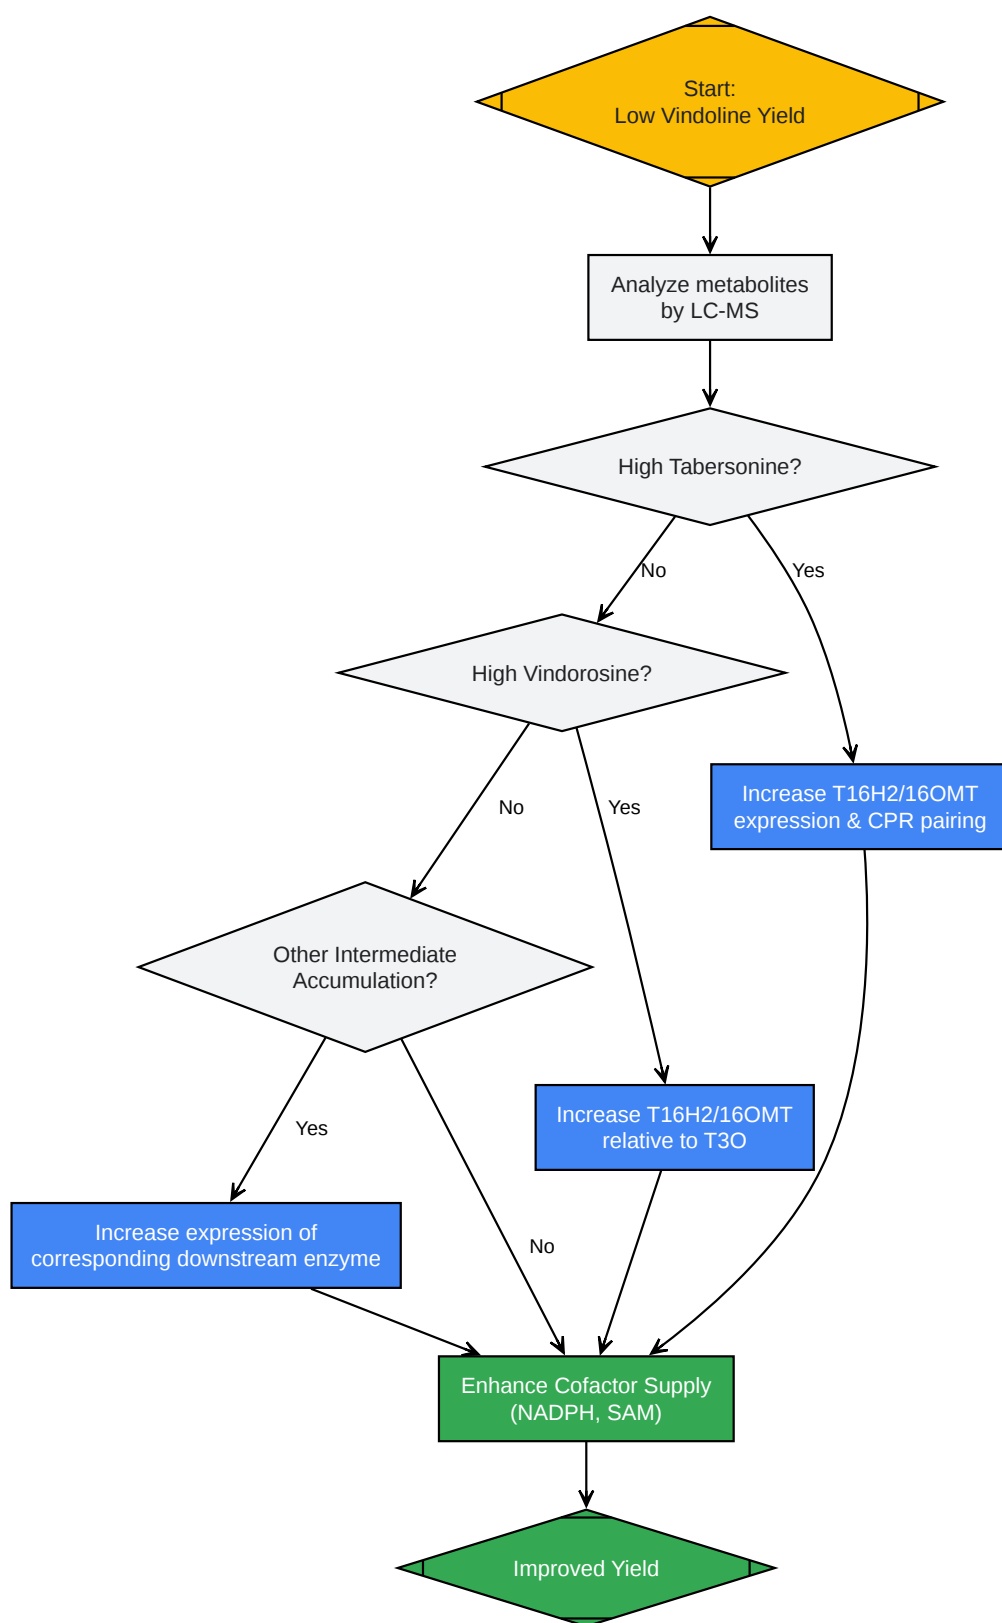 Start:
Low Vindoline Yield
Analyze metabolites
by LC-MS
High Tabersonine?
No
Yes
High Vindorosine?
No
Yes
Increase T16H2/16OMT
expression & CPR pairing
Other Intermediate
Accumulation?
Yes
No
Increase T16H2/16OMT
relative to T3O
Increase expression of
corresponding downstream enzyme
Enhance Cofactor Supply
(NADPH, SAM)
Improved Yield